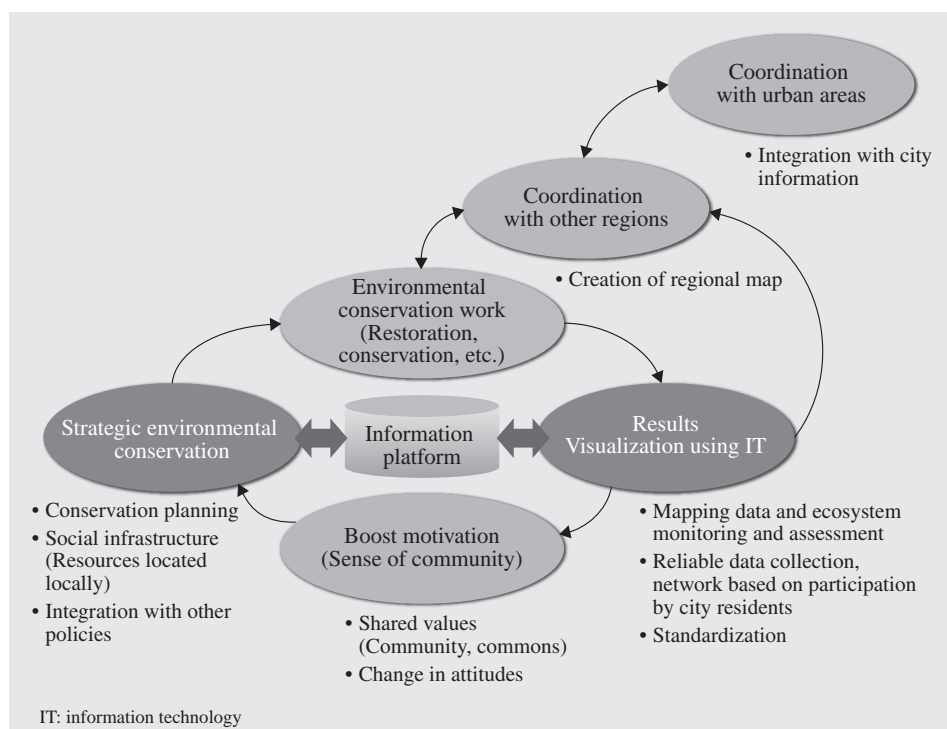 Coordination
with urban areas
• Integration with city
information
Coordination
with other regions
• Creation of regional map
Environmental
conservation work
(Restoration,
conservation, etc.)
Strategic environmental
conservation
Information
platform
Results
Visualization using IT
• Conservation planning
• Social infrastructure
(Resources located
locally)
• Integration with other
policies
Boost motivation
(Sense of community)
• Shared values
(Community, commons)
• Change in attitudes
• Mapping data and ecosystem
monitoring and assessment
• Reliable data collection,
network based on participation
by city residents
• Standardization
IT: information technology